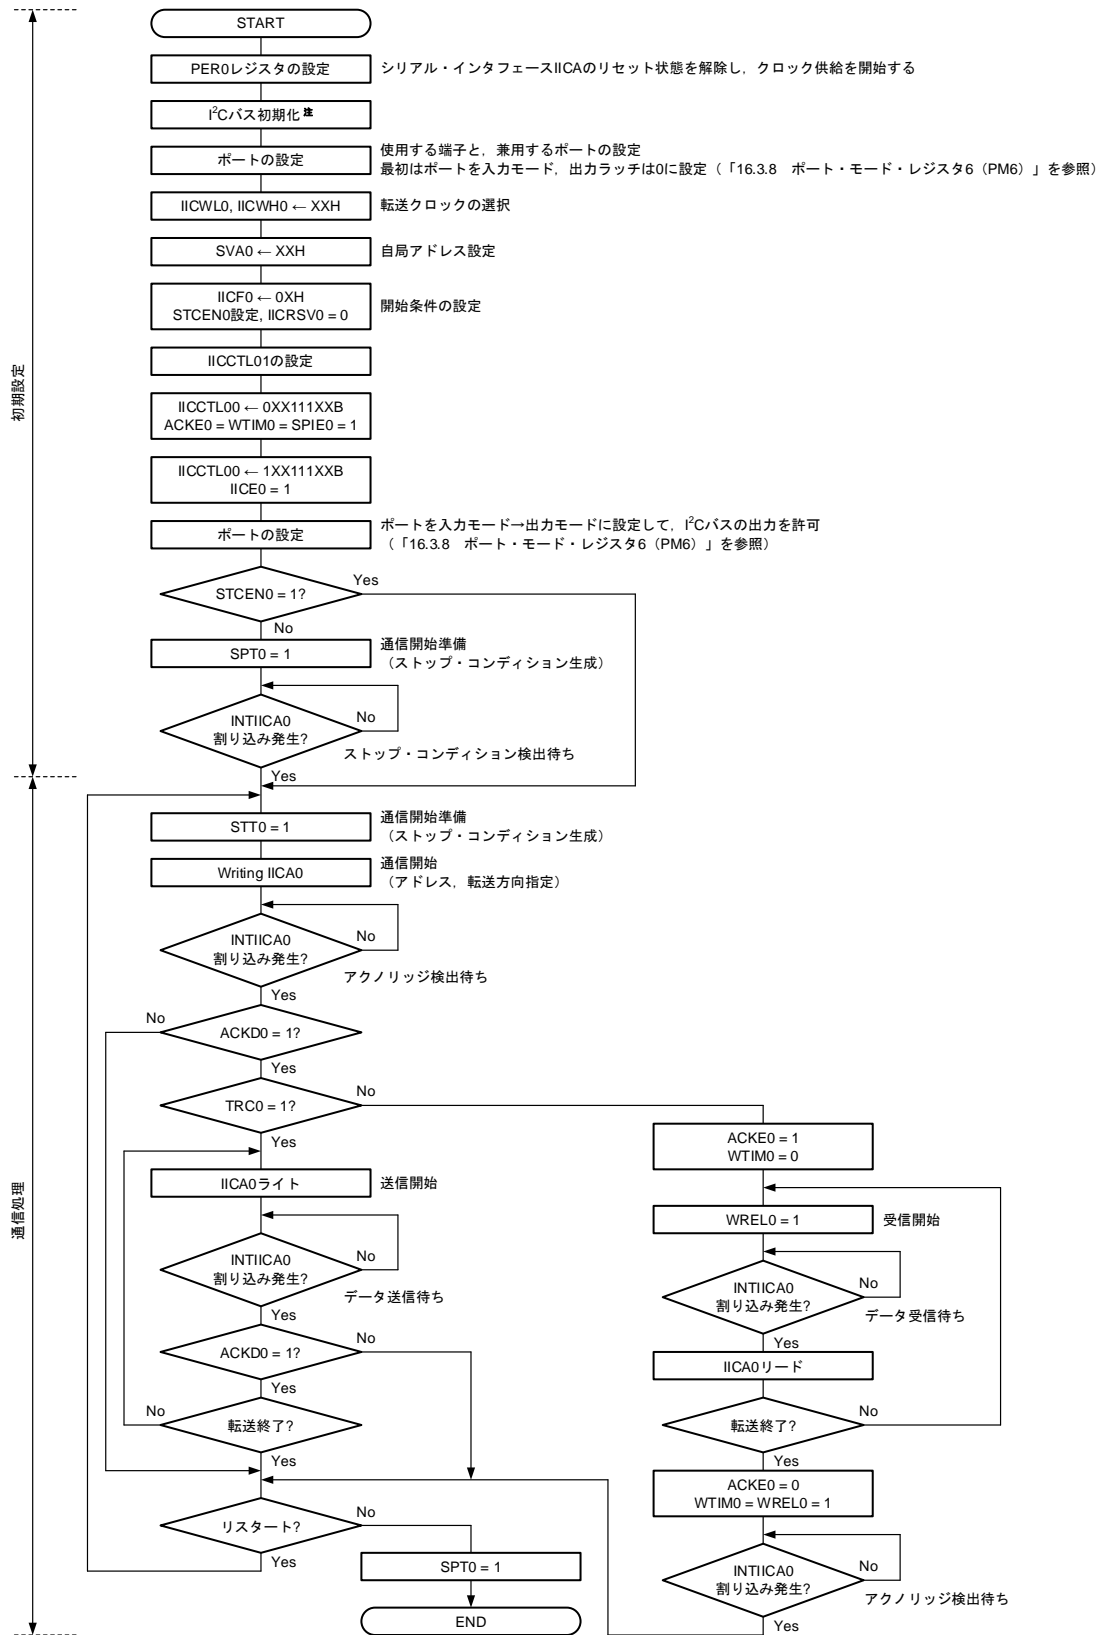 START
PER0レジスタの設定
シリアル・インタフェースIICAのリセット状態を解除し，クロック供給を開始する
I²Cバス初期化 注
ポートの設定
使用する端子と，兼用するポートの設定
最初はポートを入力モード，出力ラッチは0に設定（「16.3.8　ポート・モード・レジスタ6（PM6）」を参照）
IICWL0, IICWH0 ← XXH
転送クロックの選択
SVA0 ← XXH
自局アドレス設定
IICF0 ← 0XH
STCEN0設定, IICRSV0 = 0
開始条件の設定
IICCTL01の設定
初期設定
IICCTL00 ← 0XX111XXB
ACKE0 = WTIM0 = SPIE0 = 1
IICCTL00 ← 1XX111XXB
IICE0 = 1
ポートの設定
ポートを入力モード→出力モードに設定して，I²Cバスの出力を許可
（「16.3.8　ポート・モード・レジスタ6（PM6）」を参照）
STCEN0 = 1?
Yes
No
SPT0 = 1
通信開始準備
（ストップ・コンディション生成）
INTIICA0
割り込み発生?
No
ストップ・コンディション検出待ち
Yes
STT0 = 1
通信開始準備
（ストップ・コンディション生成）
Writing IICA0
通信開始
（アドレス，転送方向指定）
INTIICA0
割り込み発生?
No
アクノリッジ検出待ち
Yes
No
ACKD0 = 1?
Yes
TRC0 = 1?
No
Yes
通信処理
IICA0ライト
送信開始
INTIICA0
割り込み発生?
No
データ送信待ち
Yes
ACKD0 = 1?
No
Yes
No
転送終了?
Yes
リスタート?
No
Yes
SPT0 = 1
END
ACKE0 = 1
WTIM0 = 0
WREL0 = 1
受信開始
INTIICA0
割り込み発生?
No
データ受信待ち
Yes
IICA0リード
転送終了?
No
Yes
ACKE0 = 0
WTIM0 = WREL0 = 1
INTIICA0
割り込み発生?
No
アクノリッジ検出待ち
Yes